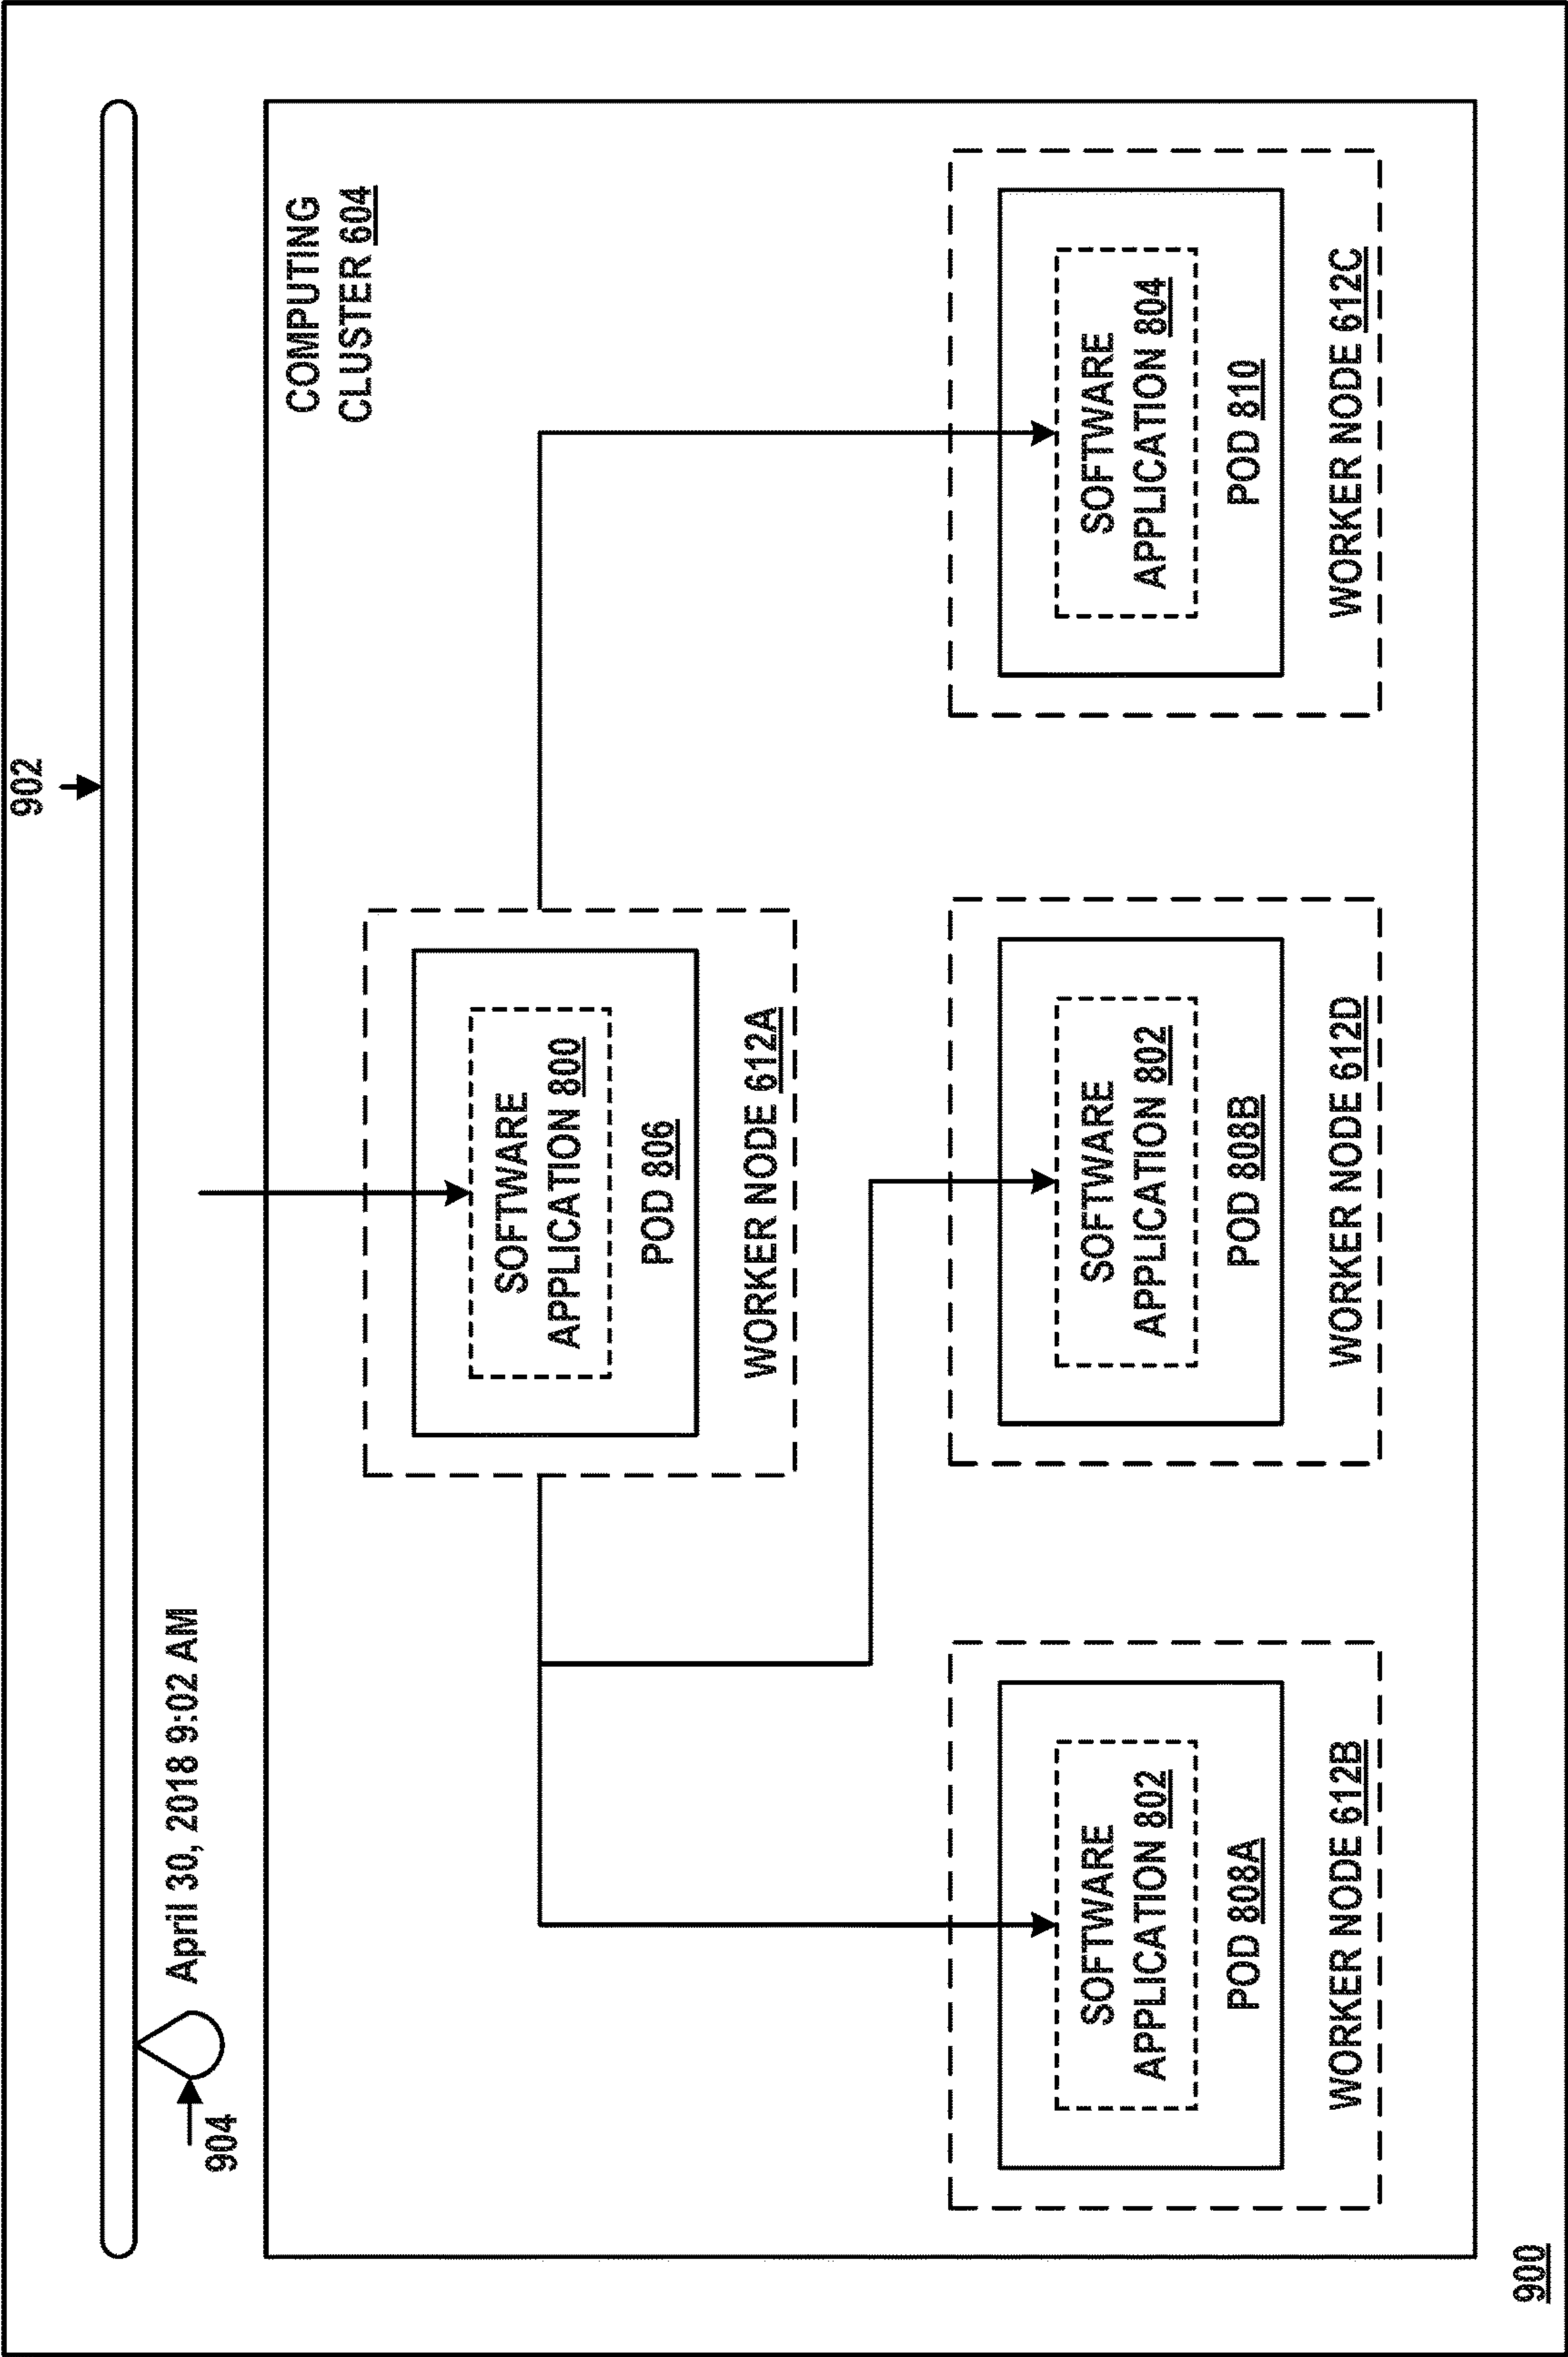 902
904
April 30, 2018 9:02 AM
COMPUTING
CLUSTER 604
SOFTWARE
APPLICATION 800
POD 806
WORKER NODE 612A
SOFTWARE
APPLICATION 802
POD 808A
WORKER NODE 612B
SOFTWARE
APPLICATION 802
POD 808B
WORKER NODE 612D
SOFTWARE
APPLICATION 804
POD 810
WORKER NODE 612C
900